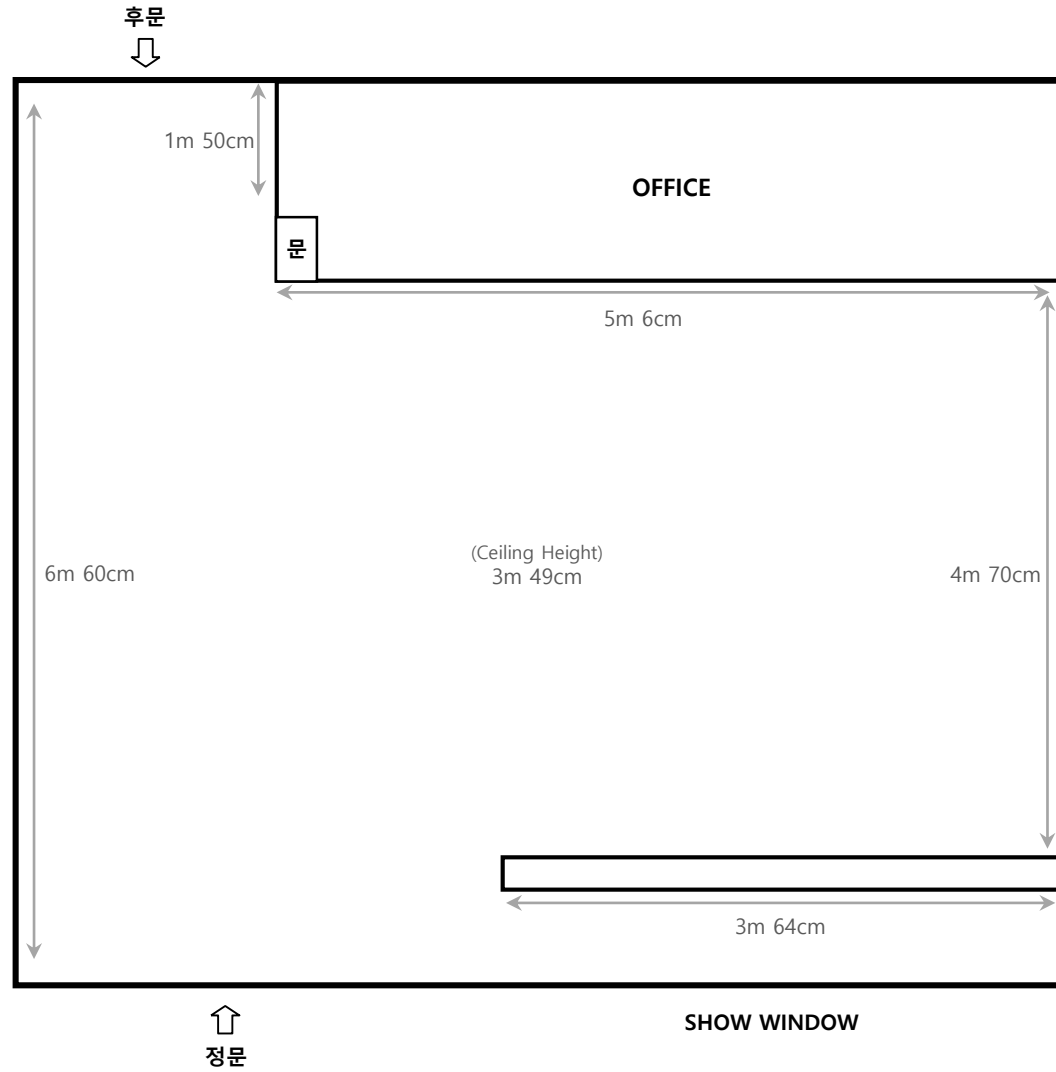 후문
1m 50cm
OFFICE
문
5m 6cm
(Ceiling Height)
3m 49cm
6m 60cm
4m 70cm
3m 64cm
SHOW WINDOW
정문